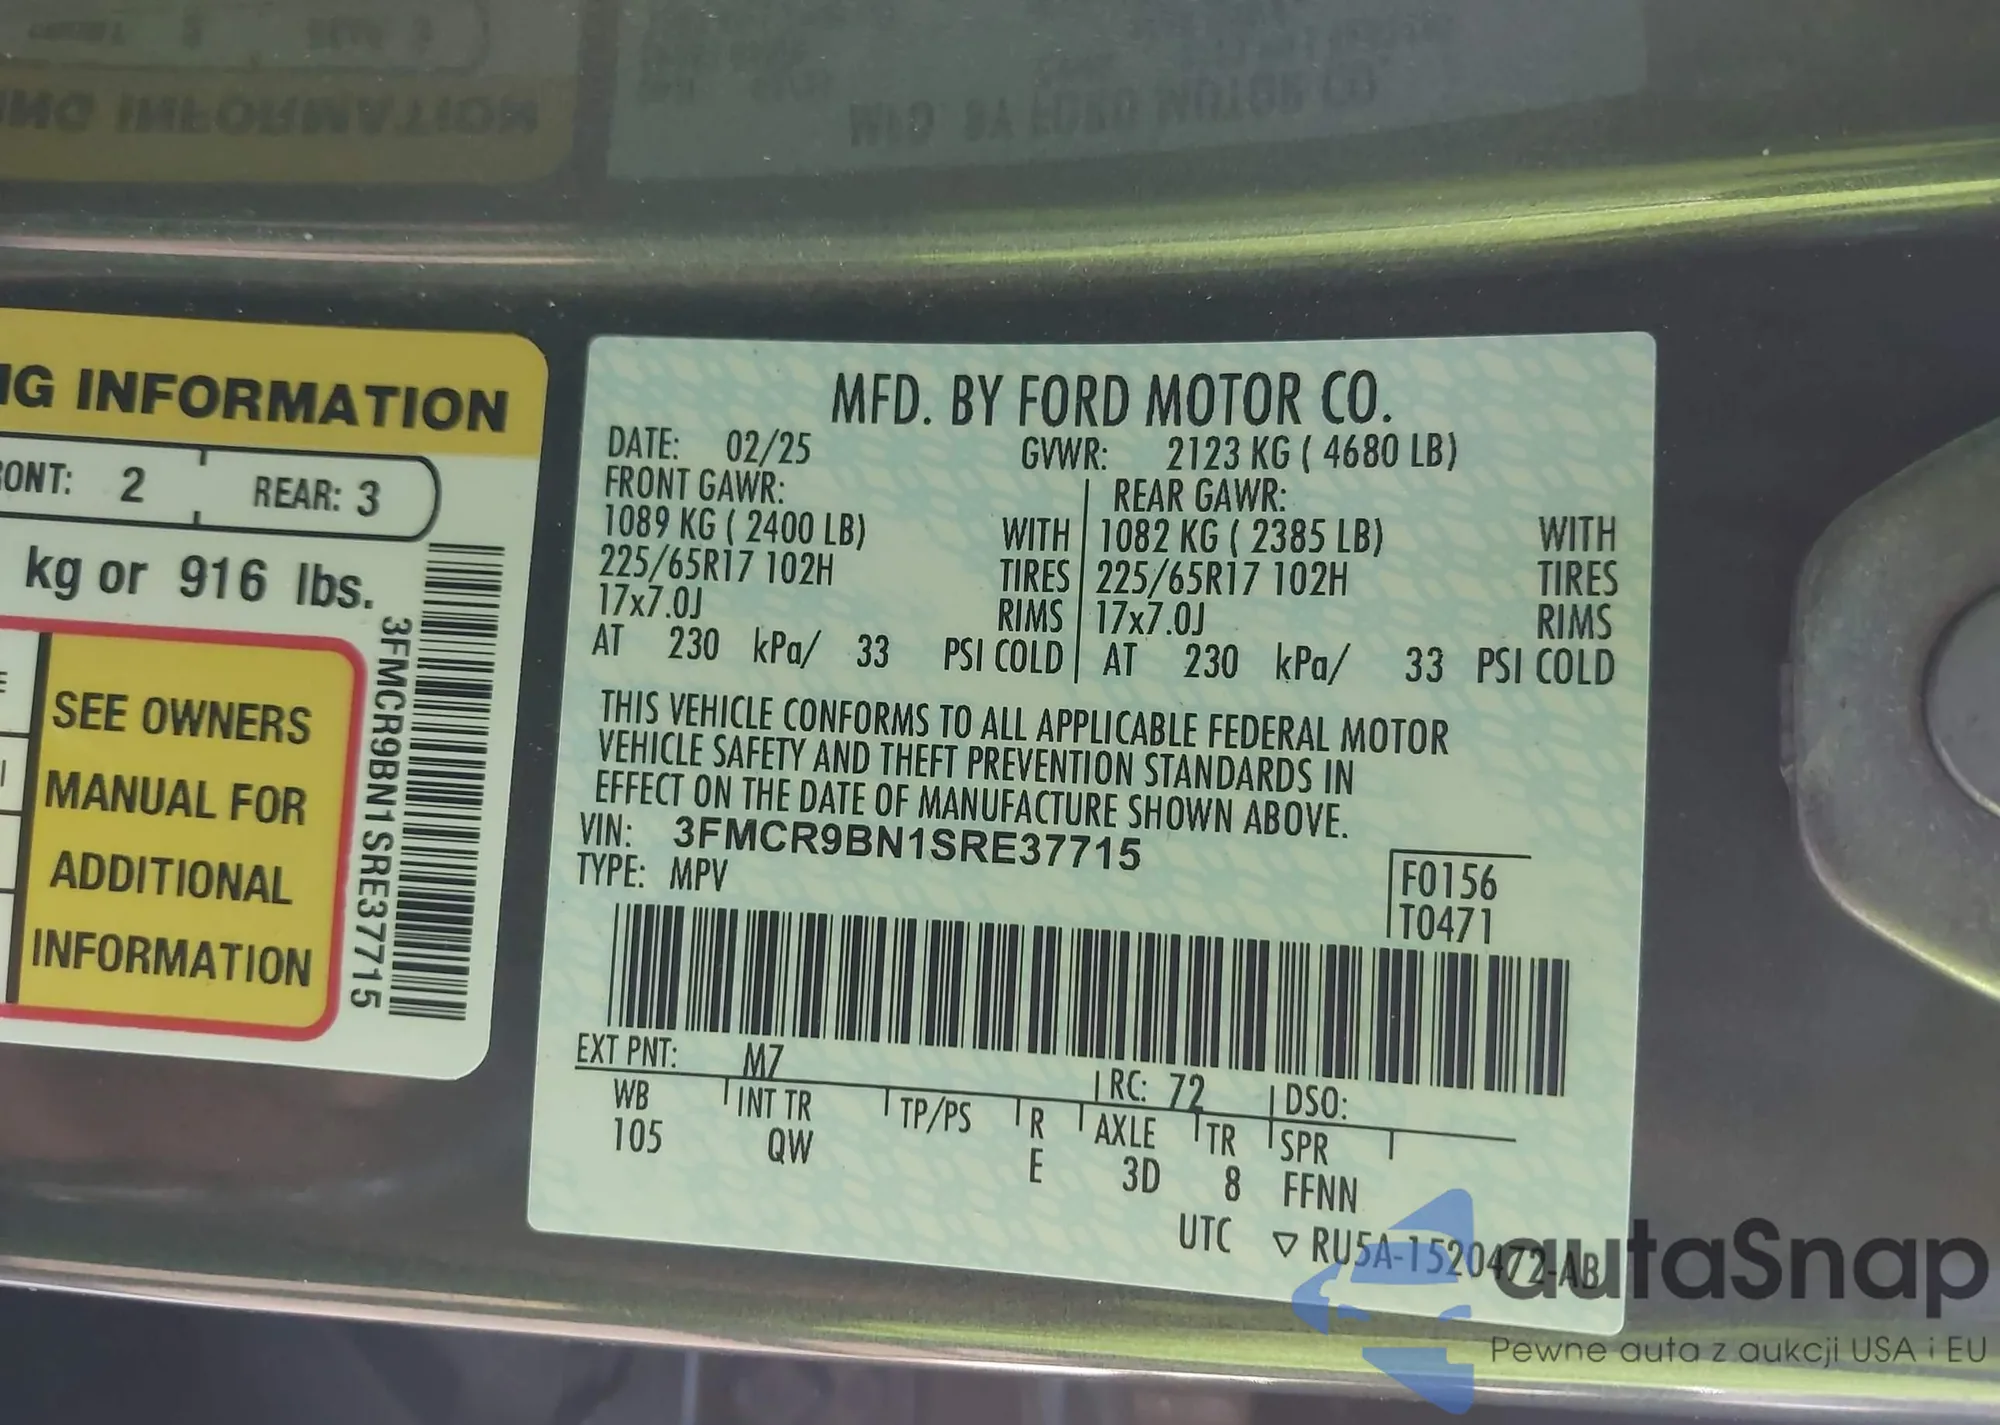 NG INFORMATION
FRONT: 2 REAR: 3
kg or 916 lbs.
SEE OWNERS
MANUAL FOR
ADDITIONAL
INFORMATION
3FMCR9BN1SRE37715
MFD. BY FORD MOTOR CO.
DATE: 02/25 GVWR: 2123 KG ( 4680 LB)
FRONT GAWR: REAR GAWR:
1089 KG ( 2400 LB) WITH 1082 KG ( 2385 LB) WITH
225/65R17 102H TIRES 225/65R17 102H TIRES
17x7.0J RIMS 17x7.0J RIMS
AT 230 kPa/ 33 PSI COLD AT 230 kPa/ 33 PSI COLD
THIS VEHICLE CONFORMS TO ALL APPLICABLE FEDERAL MOTOR
VEHICLE SAFETY AND THEFT PREVENTION STANDARDS IN
EFFECT ON THE DATE OF MANUFACTURE SHOWN ABOVE.
VIN: 3FMCR9BN1SRE37715
TYPE: MPV
F0156
T0471
EXT PNT: M7 RC: 72 DSO:
WB INT TR TP/PS R AXLE TR SPR
105 QW E 3D 8 FFNN
UTC ▽ RU5A-1520472-AB
autaSnap
Pewne auta z aukcji USA i EU